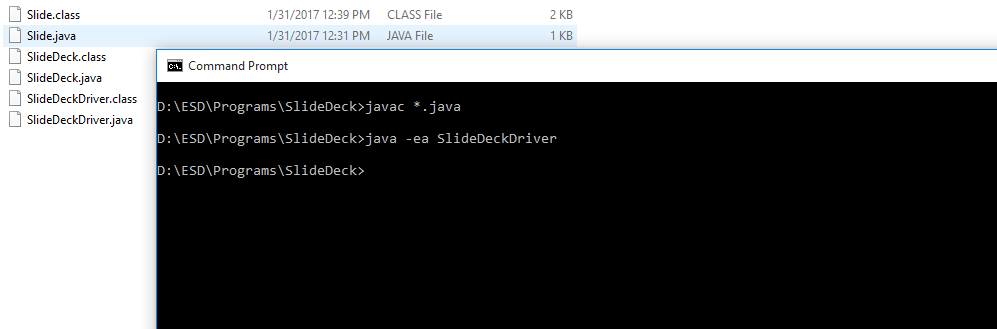 Slide.class 1/31/2017 12:39 PM CLASS File 2 KB
Slide.java 1/31/2017 12:31 PM JAVA File 1 KB
SlideDeck.class
SlideDeck.java
SlideDeckDriver.class
SlideDeckDriver.java
C:\.
Command Prompt
D:\ESD\Programs\SlideDeck>javac *.java
D:\ESD\Programs\SlideDeck>java -ea SlideDeckDriver
D:\ESD\Programs\SlideDeck>